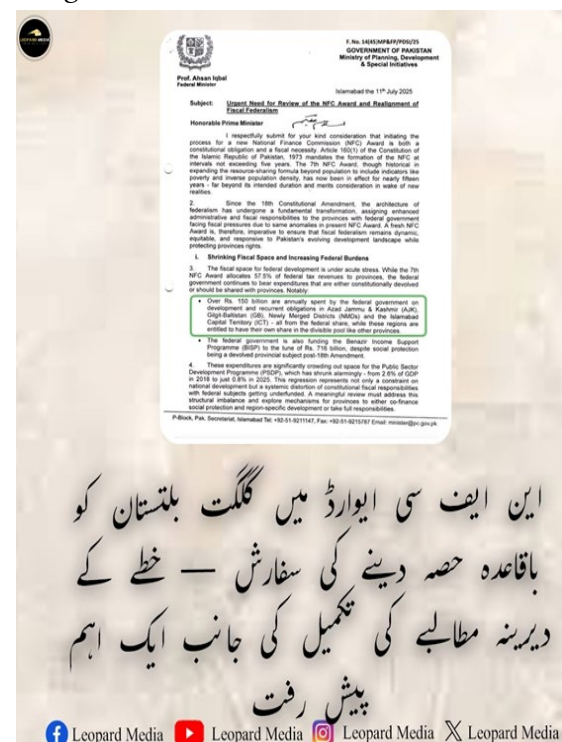 LEOPARD MEDIA
F. No. 14(45)MP&FP/PDSI/25
GOVERNMENT OF PAKISTAN
Ministry of Planning, Development
& Special Initiatives
Prof. Ahsan Iqbal
Federal Minister
Islamabad the 11th July 2025
Subject: Urgent Need for Review of the NFC Award and Realignment of
Fiscal Federalism
Honorable Prime Minister
I respectfully submit for your kind consideration that initiating the
process for a new National Finance Commission (NFC) Award is both a
constitutional obligation and a fiscal necessity. Article 160(1) of the Constitution of
the Islamic Republic of Pakistan, 1973 mandates the formation of the NFC at
intervals not exceeding five years. The 7th NFC Award, though historical in
expanding the resource-sharing formula beyond population to include indicators like
poverty and inverse population density, has now been in effect for nearly fifteen
years - far beyond its intended duration and merits consideration in wake of new
realities.
2. Since the 18th Constitutional Amendment, the architecture of
federalism has undergone a fundamental transformation, assigning enhanced
administrative and fiscal responsibilities to the provinces with federal government
facing fiscal pressures due to same anomalies in present NFC Award. A fresh NFC
Award is, therefore, imperative to ensure that fiscal federalism remains dynamic,
equitable, and responsive to Pakistan's evolving development landscape while
protecting provinces rights.
i. Shrinking Fiscal Space and Increasing Federal Burdens
3. The fiscal space for federal development is under acute stress. While the 7th
NFC Award allocates 57.5% of federal tax revenues to provinces, the federal
government continues to bear expenditures that are either constitutionally devolved
or should be shared with provinces. Notably:
• Over Rs. 150 billion are annually spent by the federal government on
development and recurrent obligations in Azad Jammu & Kashmir (AJK),
Gilgit-Baltistan (GB), Newly Merged Districts (NMDs) and the Islamabad
Capital Territory (ICT) - all from the federal share, while these regions are
entitled to have their own share in the divisible pool like other provinces.
• The federal government is also funding the Benazir Income Support
Programme (BISP) to the tune of Rs. 716 billion, despite social protection
being a devolved provincial subject post-18th Amendment.
4. These expenditures are significantly crowding out space for the Public Sector
Development Programme (PSDP), which has shrunk alarmingly - from 2.6% of GDP
in 2018 to just 0.8% in 2025. This regression represents not only a constraint on
national development but a systemic distortion of constitutional fiscal responsibilities
with federal subjects getting underfunded. A meaningful review must address this
structural imbalance and explore mechanisms for provinces to either co-finance
social protection and region-specific development or take full responsibilities.
P-Block, Pak. Secretariat, Islamabad Tel: +92-51-9211147, Fax: +92-51-9215787 Email: minister@pc.gov.pk
این ایف سی ایوارڈ میں گلگت بلتستان کو
باقاعدہ حصہ دینے کی سفارش — خطے کے
دیرینہ مطالبے کی تکمیل کی جانب ایک اہم
پیش رفت
Leopard Media Leopard Media Leopard Media Leopard Media